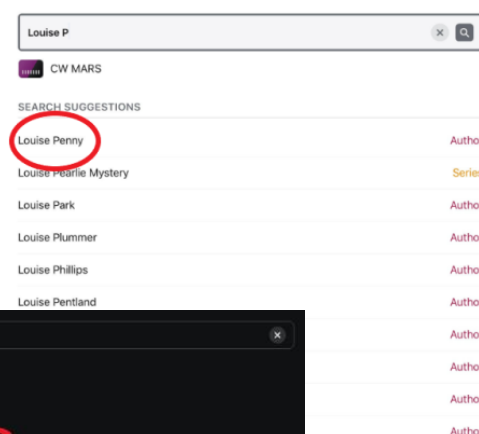 Louise P
CW MARS
SEARCH SUGGESTIONS
Louise Penny Autho
Louise Pearlie Mystery Serie
Louise Park Autho
Louise Plummer Autho
Louise Phillips Autho
Louise Pentland Autho
Autho
Autho
Autho
Autho